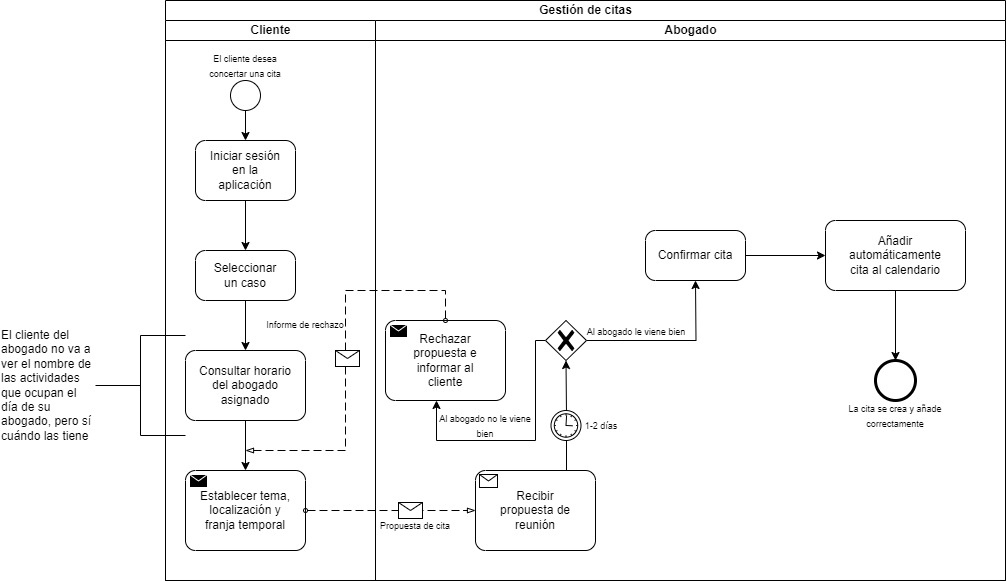 Gestión de citas
Cliente
Abogado
El cliente desea
concertar una cita
Iniciar sesión
en la
aplicación
Seleccionar
un caso
El cliente del
abogado no va a
ver el nombre de
las actividades
que ocupan el
día de su
abogado, pero sí
cuándo las tiene
Consultar horario
del abogado
asignado
Establecer tema,
localización y
franja temporal
Informe de rechazo
Propuesta de cita
Rechazar
propuesta e
informar al
cliente
Al abogado no le viene
bien
Recibir
propuesta de
reunión
1-2 días
Al abogado le viene bien
Confirmar cita
Añadir
automáticamente
cita al calendario
La cita se crea y añade
correctamente